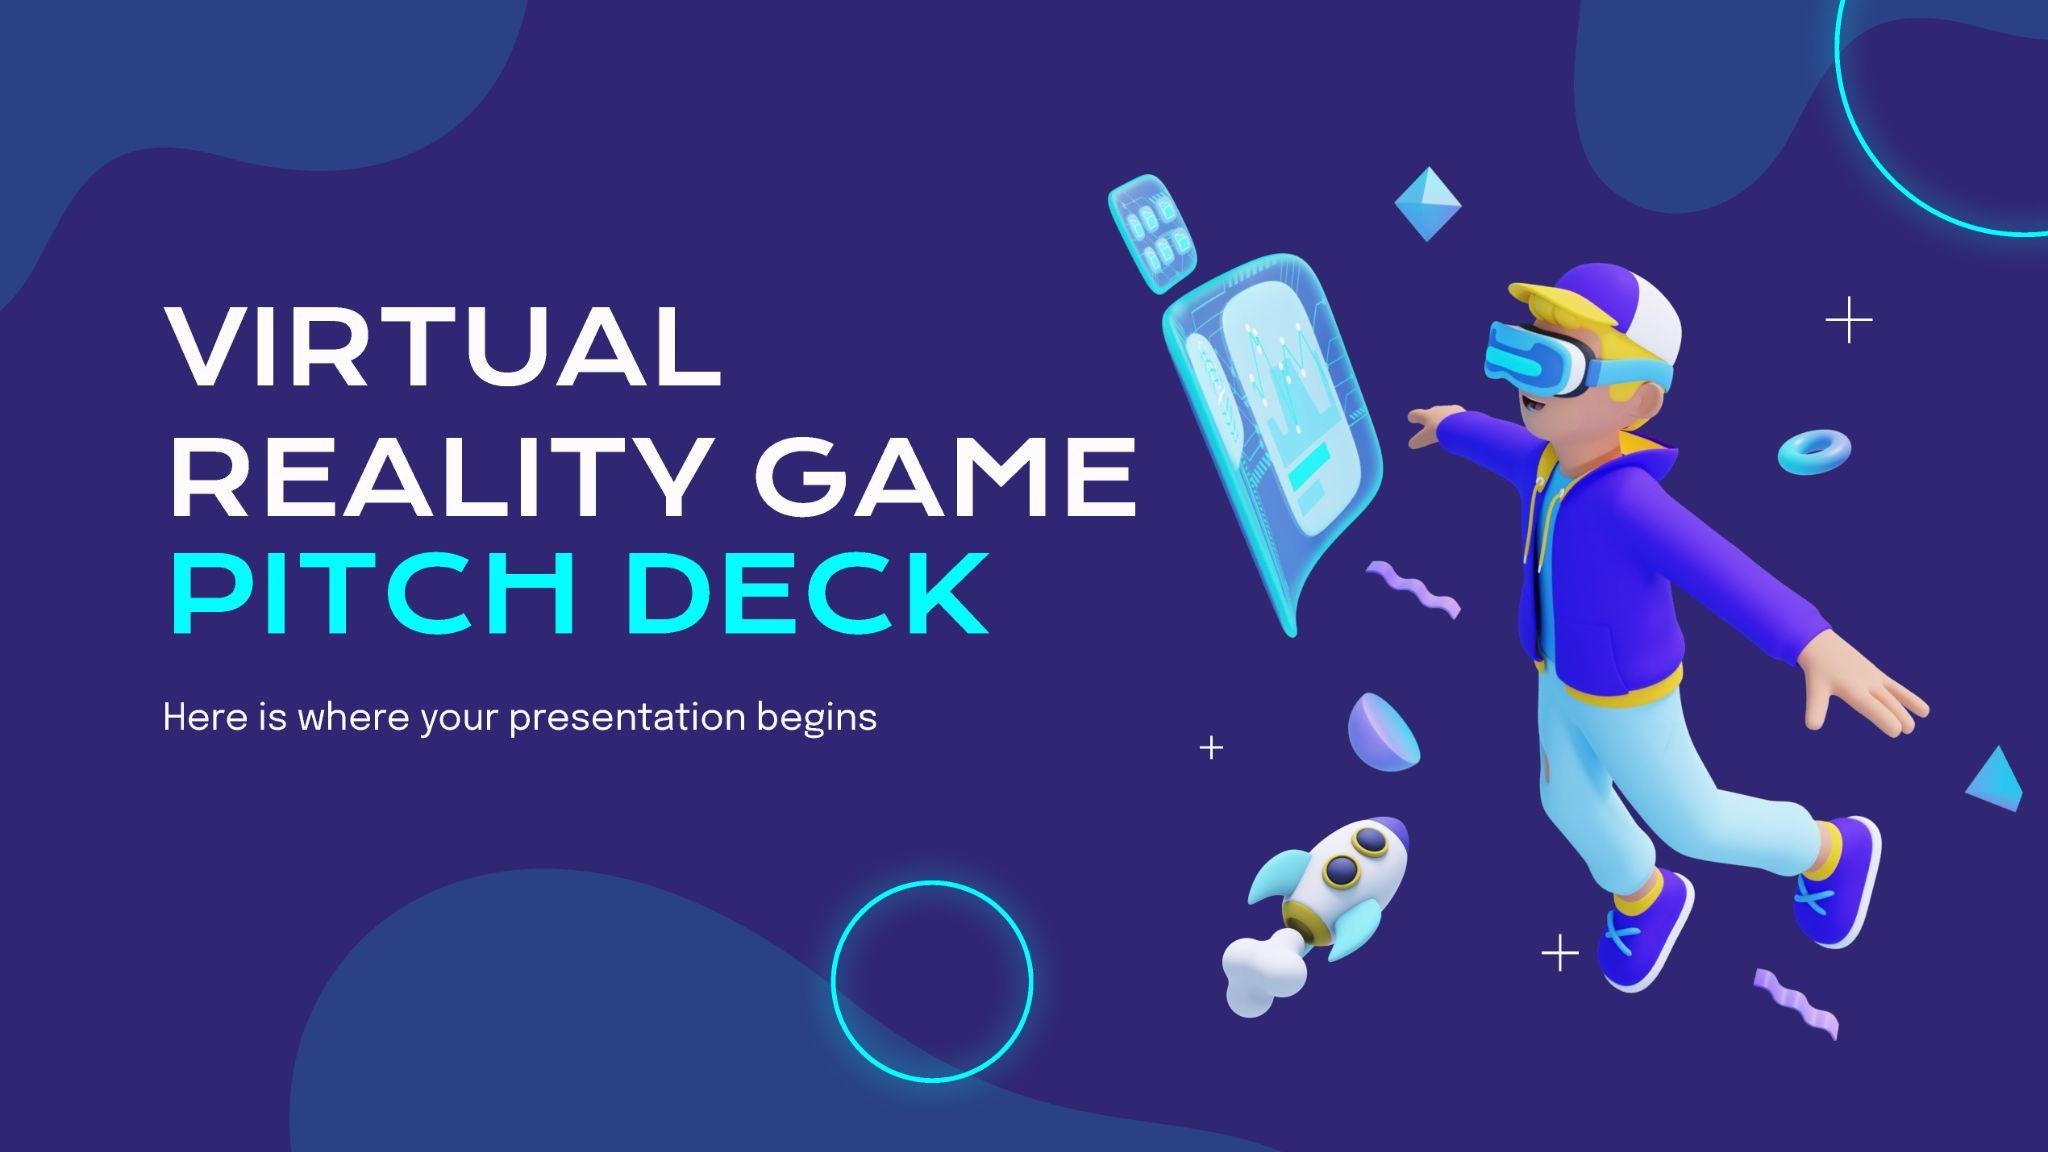 VIRTUAL
REALITY GAME
PITCH DECK
Here is where your presentation begins